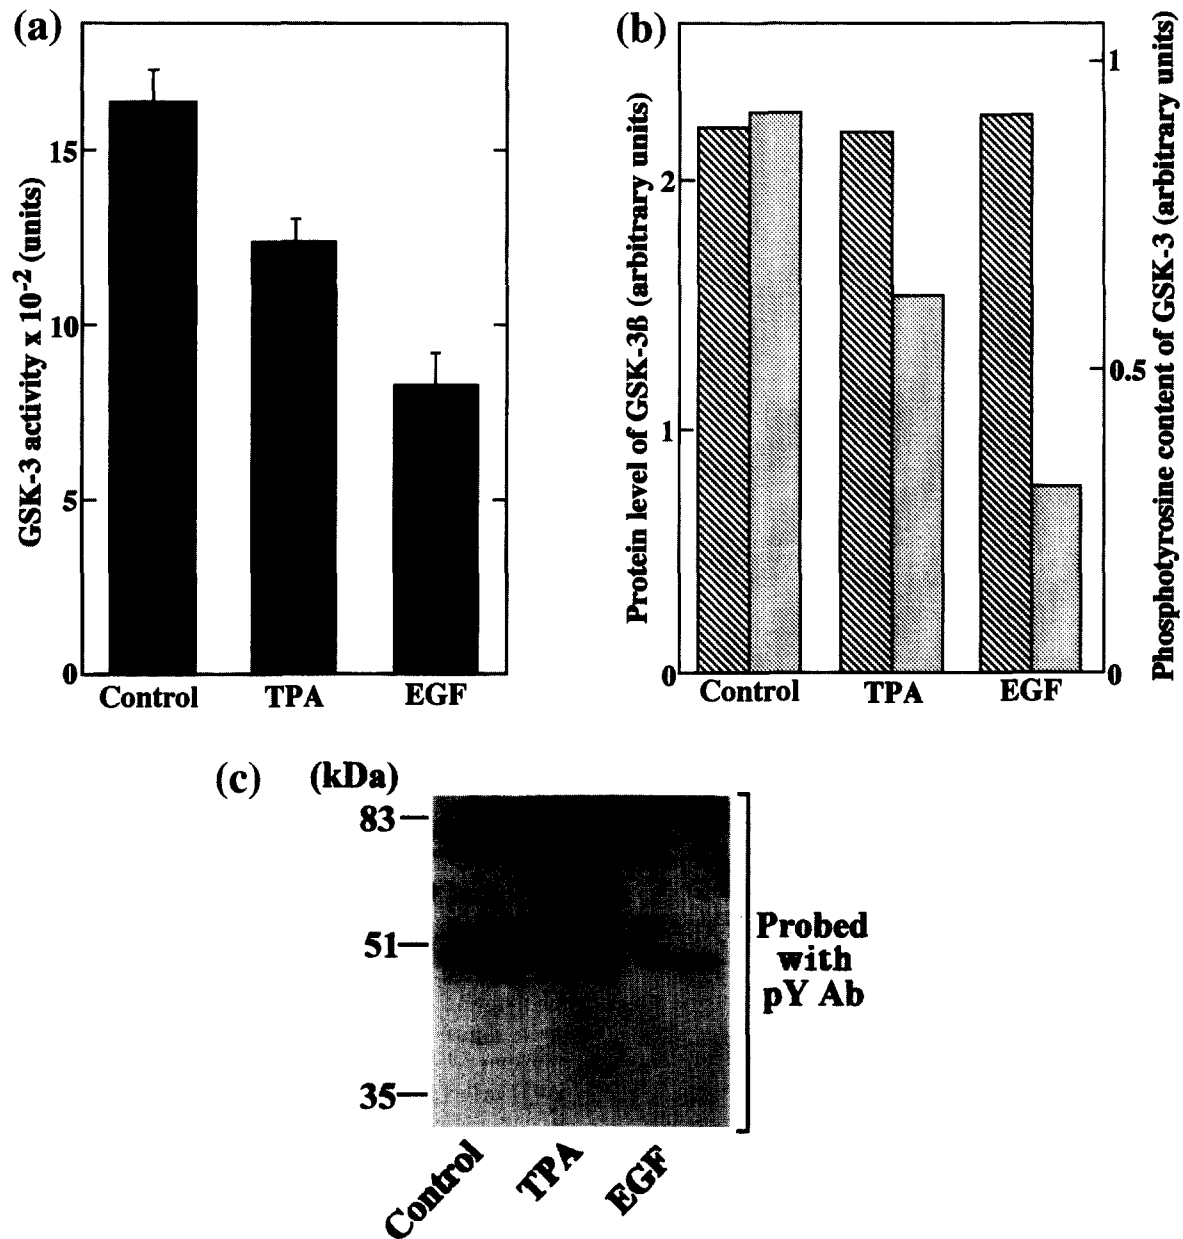 (a)
GSK-3 activity x 10-2 (units)
15
10
5
0
Control
TPA
EGF
(b)
Protein level of GSK-3ß (arbitrary units)
2
1
0
Control
TPA
EGF
1
0.5
0
Phosphotyrosine content of GSK-3 (arbitrary units)
(c)
(kDa)
83
51
35
Control
TPA
EGF
Probed
with
pY Ab